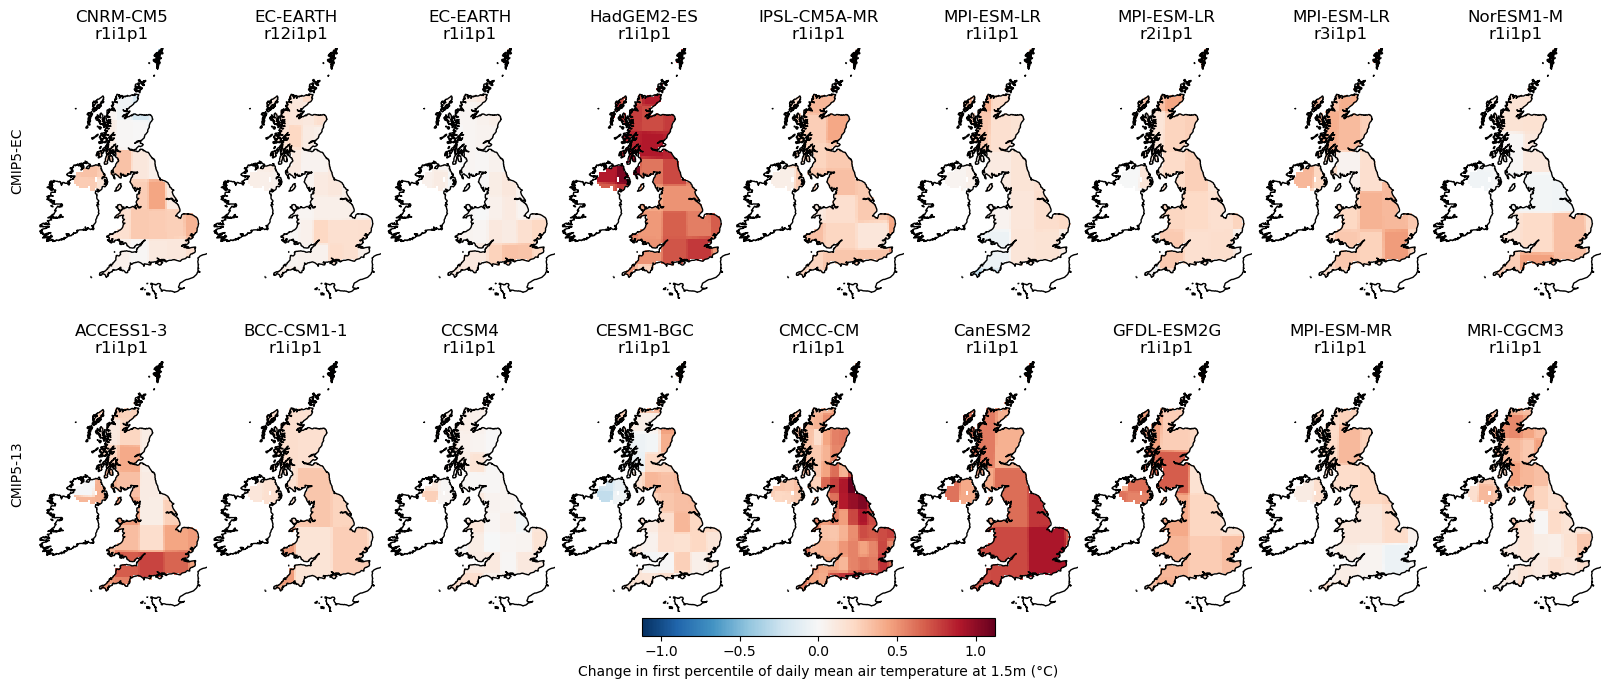 CNRM-CM5
r1i1p1
EC-EARTH
r12i1p1
EC-EARTH
r1i1p1
HadGEM2-ES
r1i1p1
IPSL-CM5A-MR
r1i1p1
MPI-ESM-LR
r1i1p1
MPI-ESM-LR
r2i1p1
MPI-ESM-LR
r3i1p1
NorESM1-M
r1i1p1
CMIP5-EC
ACCESS1-3
r1i1p1
BCC-CSM1-1
r1i1p1
CCSM4
r1i1p1
CESM1-BGC
r1i1p1
CMCC-CM
r1i1p1
CanESM2
r1i1p1
GFDL-ESM2G
r1i1p1
MPI-ESM-MR
r1i1p1
MRI-CGCM3
r1i1p1
CMIP5-13
−1.0 −0.5 0.0 0.5 1.0
Change in first percentile of daily mean air temperature at 1.5m (°C)